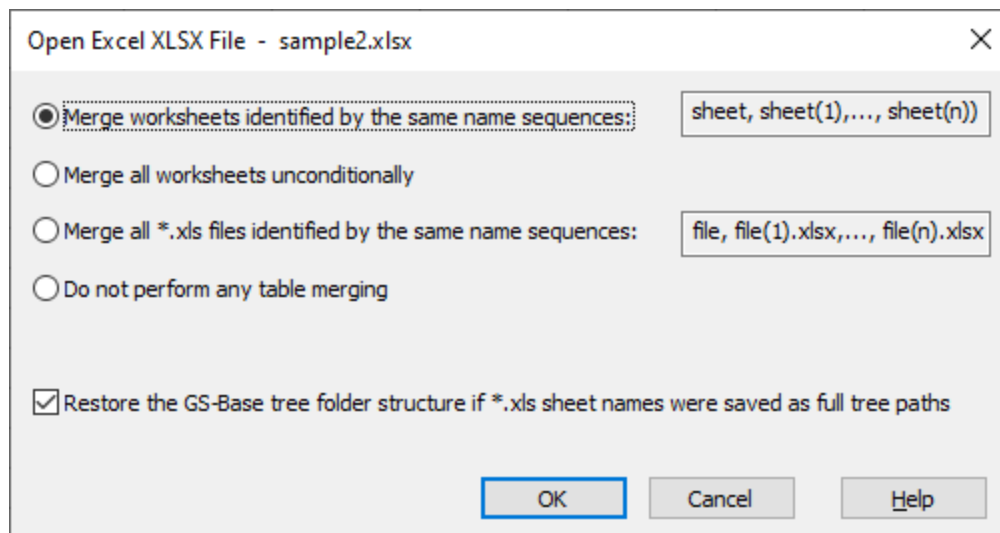 Open Excel XLSX File - sample2.xlsx
Merge worksheets identified by the same name sequences: sheet, sheet(1),..., sheet(n))
Merge all worksheets unconditionally
Merge all *.xls files identified by the same name sequences: file, file(1).xlsx,..., file(n).xlsx
Do not perform any table merging
Restore the GS-Base tree folder structure if *.xls sheet names were saved as full tree paths
OK Cancel Help